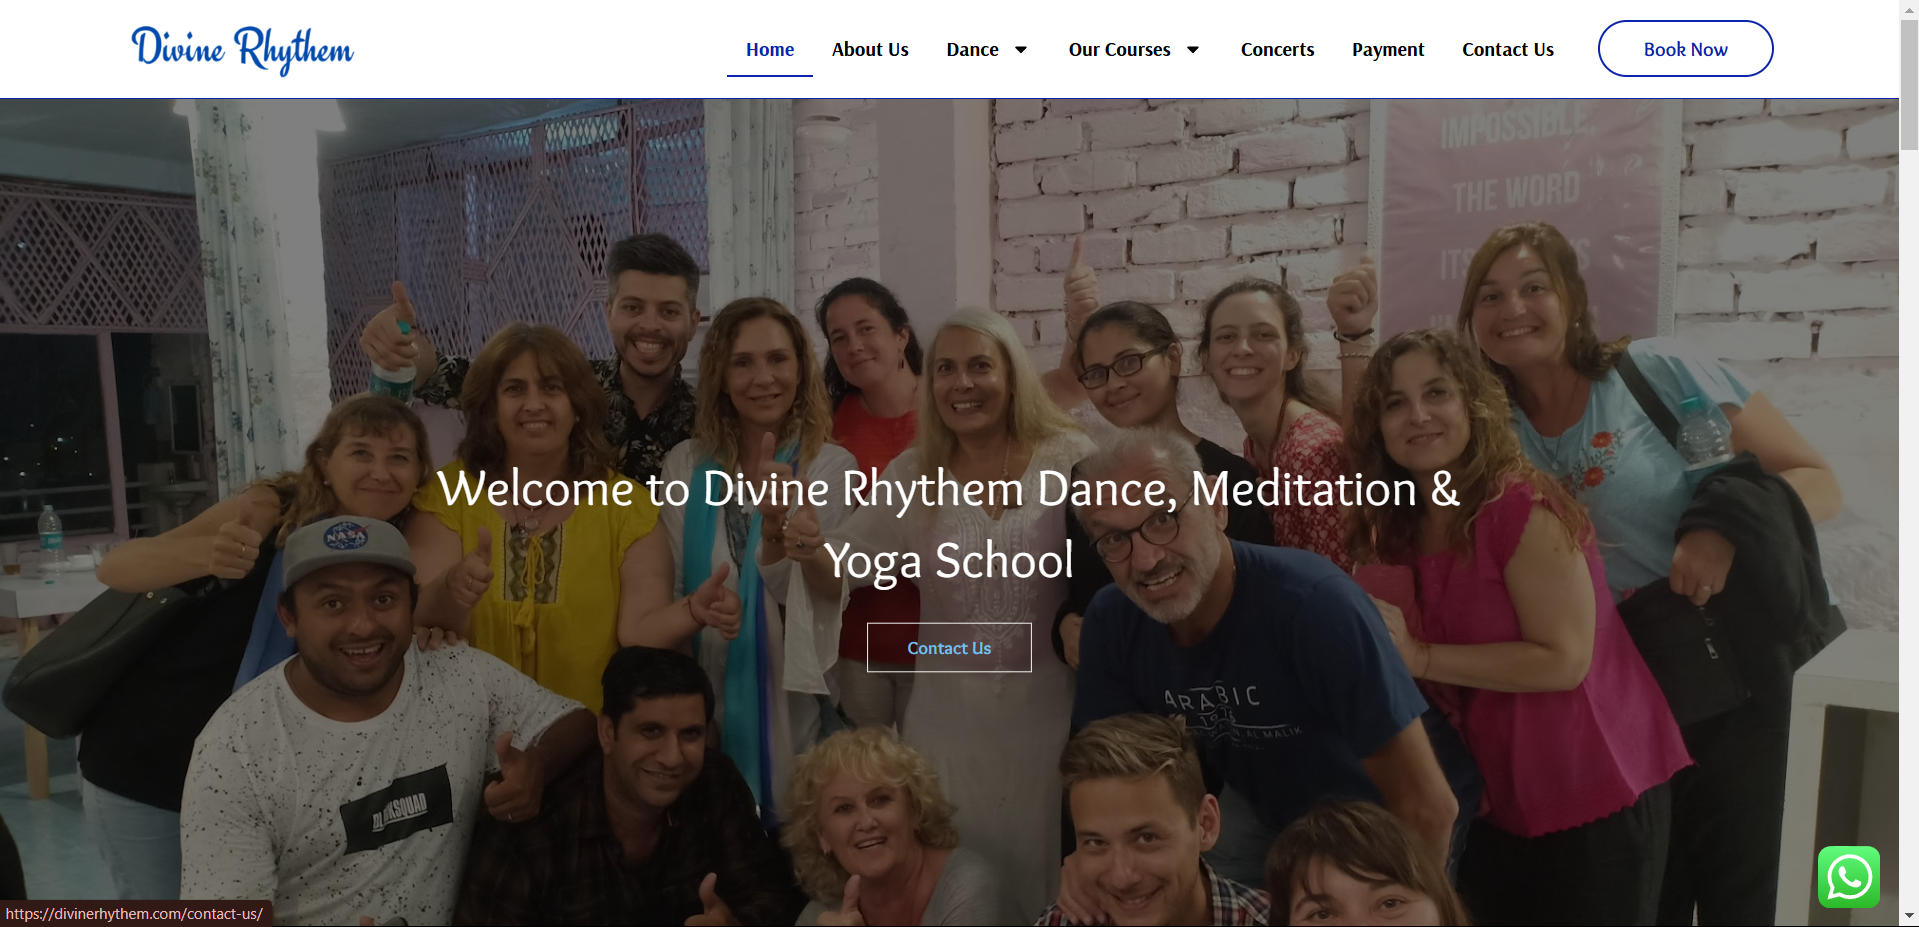 Divine Rhythem
Home About Us Dance Our Courses Concerts Payment Contact Us Book Now
IMPOSSIBLE,
THE WORD
NASA
Welcome to Divine Rhythem Dance, Meditation &
Yoga School
Contact Us
ARABIC
https://divinerhythem.com/contact-us/